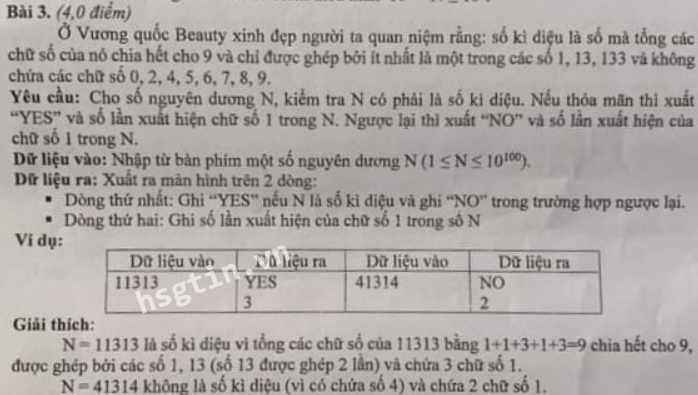 Bài 3. (4,0 điểm)
Ở Vương quốc Beauty xinh đẹp người ta quan niệm rằng: số kì diệu là số mà tổng các
chữ số của nó chia hết cho 9 và chỉ được ghép bởi ít nhất là một trong các số 1, 13, 133 và không
chứa các chữ số 0, 2, 4, 5, 6, 7, 8, 9.
Yêu cầu: Cho số nguyên dương N, kiểm tra N có phải là số kì diệu. Nếu thỏa mãn thì xuất
“YES” và số lần xuất hiện chữ số 1 trong N. Ngược lại thì xuất “NO” và số lần xuất hiện của
chữ số 1 trong N.
Dữ liệu vào: Nhập từ bàn phím một số nguyên dương N (1 ≤ N ≤ 10¹⁰⁰).
Dữ liệu ra: Xuất ra màn hình trên 2 dòng:
▪ Dòng thứ nhất: Ghi “YES” nếu N là số kì diệu và ghi “NO” trong trường hợp ngược lại.
▪ Dòng thứ hai: Ghi số lần xuất hiện của chữ số 1 trong số N
Ví dụ:
Dữ liệu vào Dữ liệu ra Dữ liệu vào Dữ liệu ra
11313 YES 41314 NO
3 2
hsgtin.vn
Giải thích:
N = 11313 là số kì diệu vì tổng các chữ số của 11313 bằng 1+1+3+1+3=9 chia hết cho 9,
được ghép bởi các số 1, 13 (số 13 được ghép 2 lần) và chứa 3 chữ số 1.
N = 41314 không là số kì diệu (vì có chứa số 4) và chứa 2 chữ số 1.